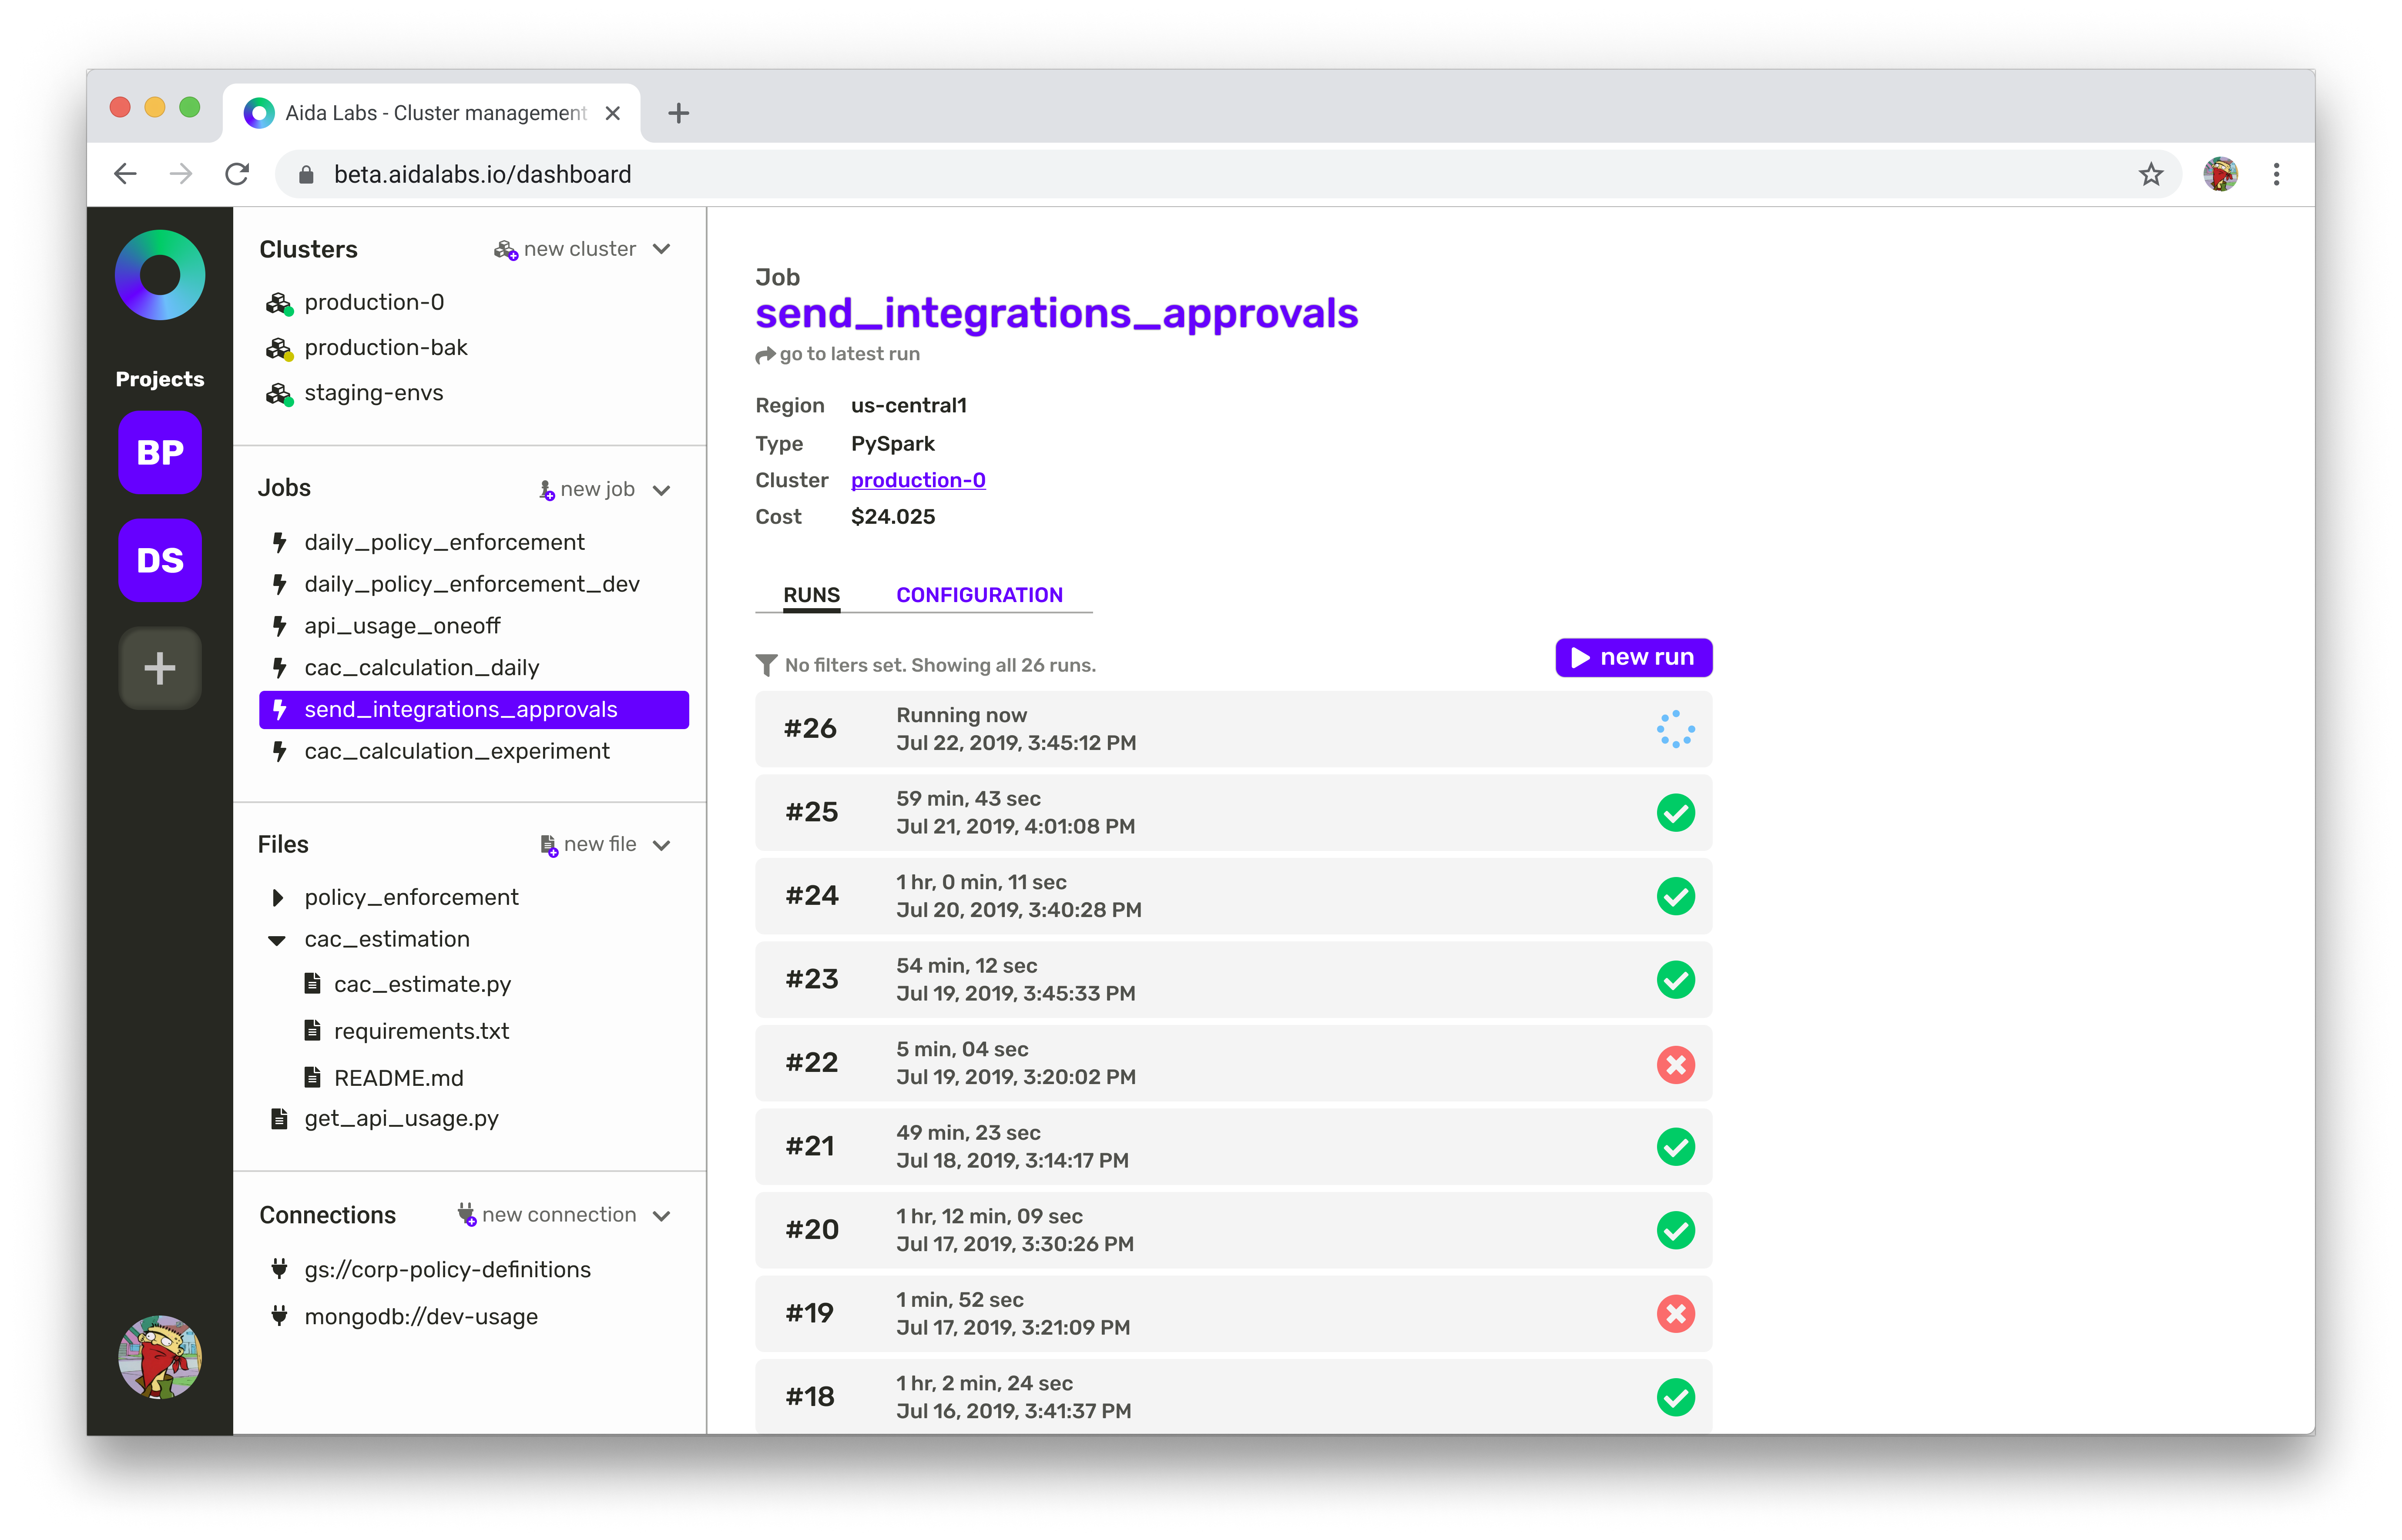 Aida Labs - Cluster management
beta.aidalabs.io/dashboard
Projects
BP
DS
Clusters
new cluster
production-0
production-bak
staging-envs
Jobs
new job
daily_policy_enforcement
daily_policy_enforcement_dev
api_usage_oneoff
cac_calculation_daily
send_integrations_approvals
cac_calculation_experiment
Files
new file
policy_enforcement
cac_estimation
cac_estimate.py
requirements.txt
README.md
get_api_usage.py
Connections
new connection
gs://corp-policy-definitions
mongodb://dev-usage
Job
send_integrations_approvals
go to latest run
Region us-central1
Type PySpark
Cluster production-0
Cost $24.025
RUNS CONFIGURATION
No filters set. Showing all 26 runs.
new run
#26
Running now
Jul 22, 2019, 3:45:12 PM
#25
59 min, 43 sec
Jul 21, 2019, 4:01:08 PM
#24
1 hr, 0 min, 11 sec
Jul 20, 2019, 3:40:28 PM
#23
54 min, 12 sec
Jul 19, 2019, 3:45:33 PM
#22
5 min, 04 sec
Jul 19, 2019, 3:20:02 PM
#21
49 min, 23 sec
Jul 18, 2019, 3:14:17 PM
#20
1 hr, 12 min, 09 sec
Jul 17, 2019, 3:30:26 PM
#19
1 min, 52 sec
Jul 17, 2019, 3:21:09 PM
#18
1 hr, 2 min, 24 sec
Jul 16, 2019, 3:41:37 PM